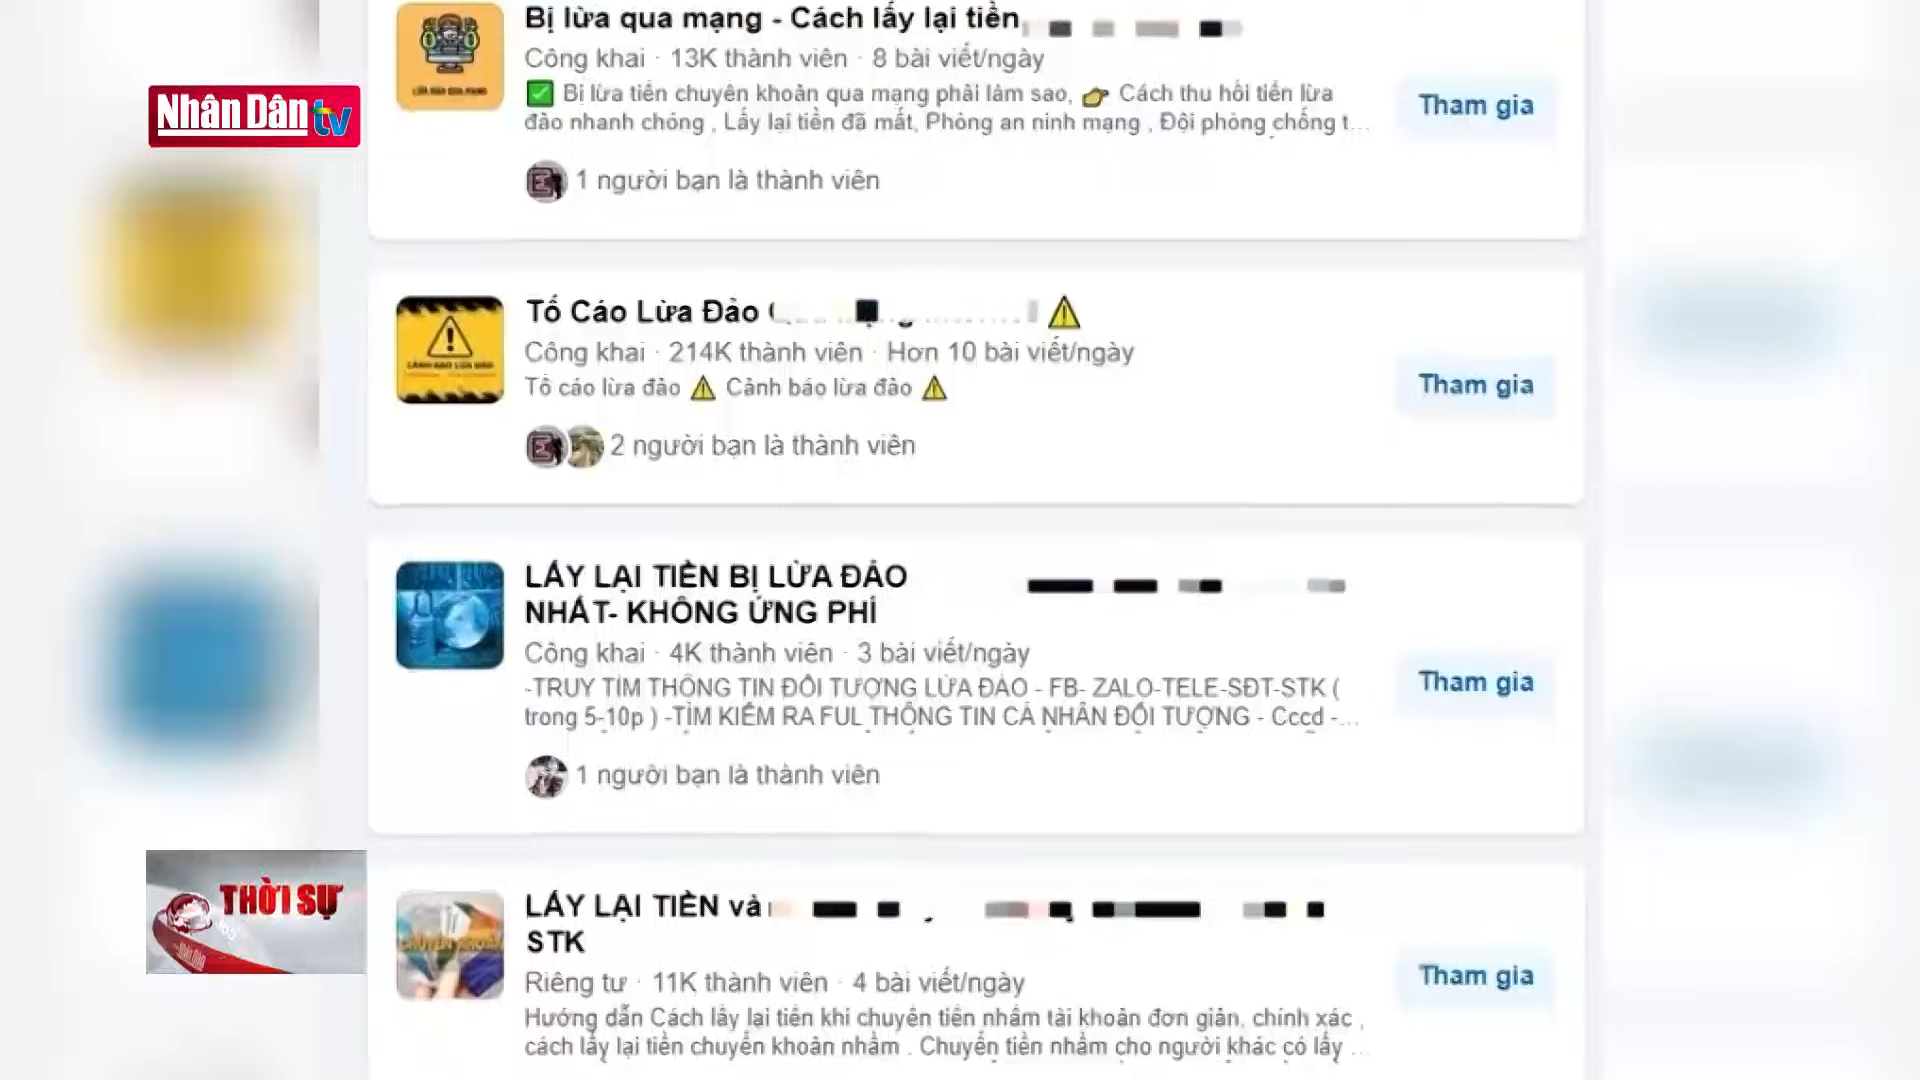 Bị lừa qua mạng - Cách lấy lại tiền
Công khai · 13K thành viên · 8 bài viết/ngày
✅ Bị lừa tiền chuyển khoản qua mạng phải làm sao, 👉 Cách thu hồi tiền lừa
đảo nhanh chóng , Lấy lại tiền đã mất, Phòng an ninh mạng , Đội phòng chống t...
Tham gia
1 người bạn là thành viên
Nhân Dân tv
Tố Cáo Lừa Đảo ⚠
Công khai · 214K thành viên · Hơn 10 bài viết/ngày
Tố cáo lừa đảo ⚠ Cảnh báo lừa đảo ⚠
Tham gia
CẢNH BÁO LỪA ĐẢO
2 người bạn là thành viên
LẤY LẠI TIỀN BỊ LỪA ĐẢO
NHẤT- KHÔNG ỨNG PHÍ
Công khai · 4K thành viên · 3 bài viết/ngày
-TRUY TÌM THÔNG TIN ĐỐI TƯỢNG LỪA ĐẢO - FB- ZALO-TELE-SĐT-STK (
trong 5-10p ) -TÌM KIẾM RA FUL THÔNG TIN CÁ NHÂN ĐỐI TƯỢNG - Cccd -...
Tham gia
1 người bạn là thành viên
THỜI SỰ
LẤY LẠI TIỀN và
STK
Riêng tư · 11K thành viên · 4 bài viết/ngày
Hướng dẫn Cách lấy lại tiền khi chuyển tiền nhầm tài khoản đơn giản, chính xác ,
cách lấy lại tiền chuyển khoản nhầm . Chuyển tiền nhầm cho người khác có lấy ...
Tham gia